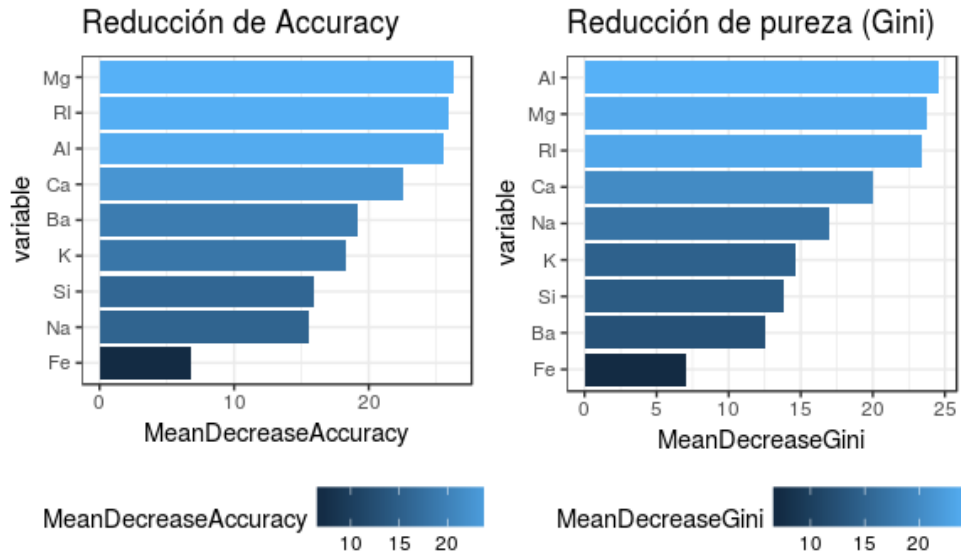 Reducción de Accuracy
variable
Mg
RI
Al
Ca
Ba
K
Si
Na
Fe
0 10 20
MeanDecreaseAccuracy
MeanDecreaseAccuracy
10 15 20
Reducción de pureza (Gini)
variable
Al
Mg
RI
Ca
Na
K
Si
Ba
Fe
0 5 10 15 20 25
MeanDecreaseGini
MeanDecreaseGini
10 15 20